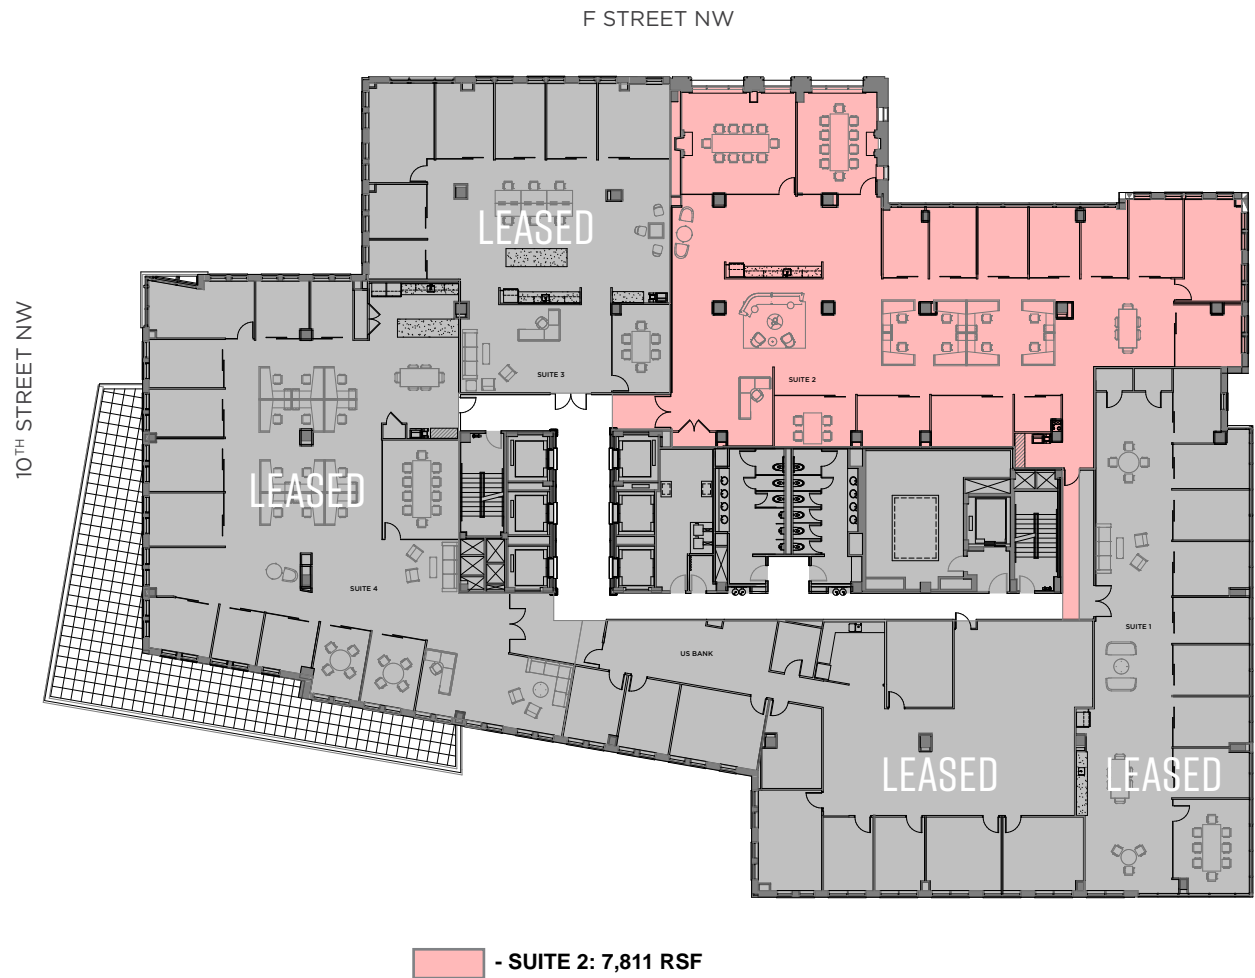 F STREET NW
10TH STREET NW
LEASED
SUITE 3
SUITE 2
LEASED
SUITE 4
SUITE 1
US BANK
LEASED
LEASED
- SUITE 2: 7,811 RSF